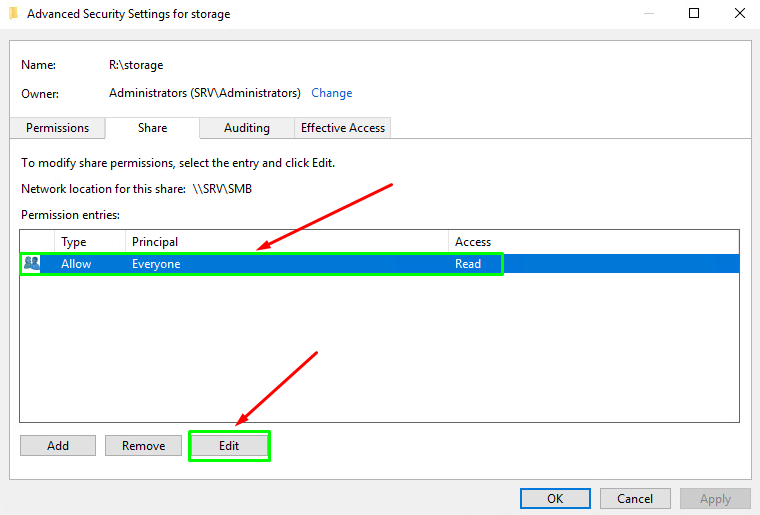 Advanced Security Settings for storage
Name: R:\storage
Owner: Administrators (SRV\Administrators) Change
Permissions Share Auditing Effective Access
To modify share permissions, select the entry and click Edit.
Network location for this share: \\SRV\SMB
Permission entries:
Type Principal Access
Allow Everyone Read
Add Remove Edit
OK Cancel Apply